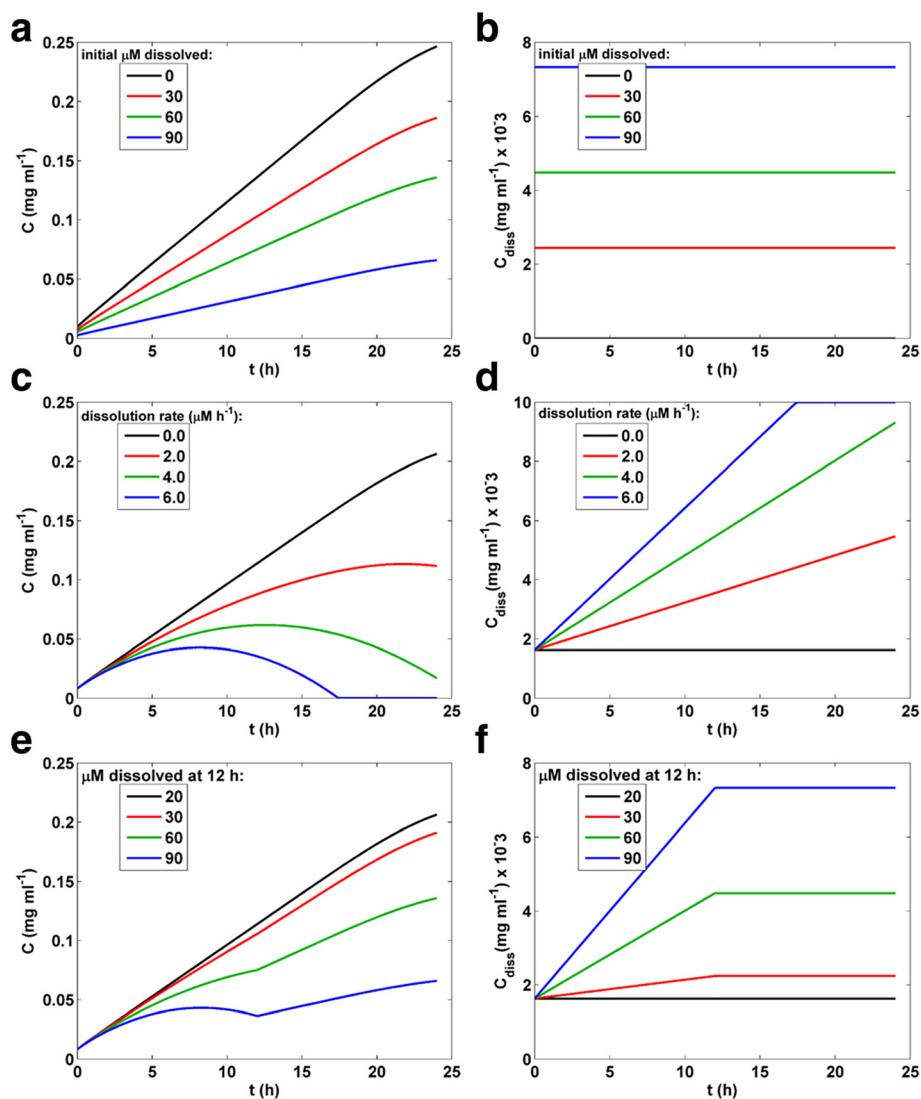 a
0.25
0.2
0.15
0.1
0.05
0
C (mg ml-1)
initial μM dissolved:
0
30
60
90
0 5 10 15 20 25
t (h)
b
8
6
4
2
0
Cdiss(mg ml-1) x 10-3
initial μM dissolved:
0
30
60
90
0 5 10 15 20 25
t (h)
c
0.25
0.2
0.15
0.1
0.05
0
C (mg ml-1)
dissolution rate (μM h-1):
0.0
2.0
4.0
6.0
0 5 10 15 20 25
t (h)
d
10
8
6
4
2
0
Cdiss(mg ml-1) x 10-3
dissolution rate (μM h-1):
0.0
2.0
4.0
6.0
0 5 10 15 20 25
t (h)
e
0.25
0.2
0.15
0.1
0.05
0
C (mg ml-1)
μM dissolved at 12 h:
20
30
60
90
0 5 10 15 20 25
t (h)
f
8
6
4
2
0
Cdiss(mg ml-1) x 10-3
μM dissolved at 12 h:
20
30
60
90
0 5 10 15 20 25
t (h)